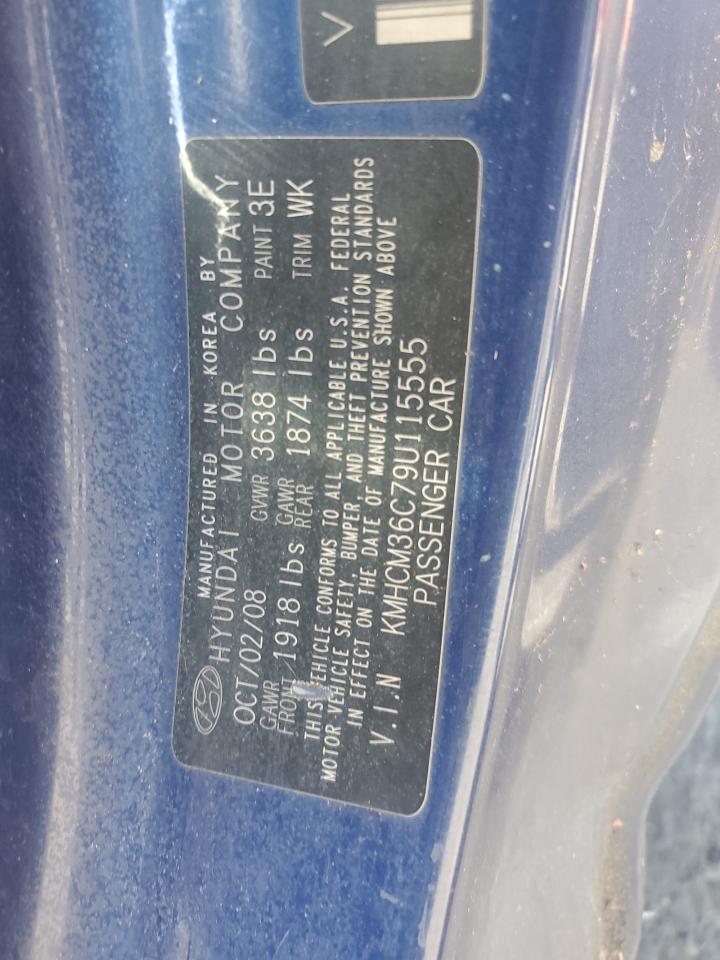 MANUFACTURED IN KOREA BY
HYUNDAI MOTOR COMPANY
OCT/02/08 GVWR 3638 lbs PAINT 3E
GAWR FRONT 1918 lbs GAWR REAR 1874 lbs TRIM WK
THIS VEHICLE CONFORMS TO ALL APPLICABLE U.S.A. FEDERAL
MOTOR VEHICLE SAFETY, BUMPER, AND THEFT PREVENTION STANDARDS
IN EFFECT ON THE DATE OF MANUFACTURE SHOWN ABOVE
V.I.N KMHCM36C79U115555
PASSENGER CAR
V